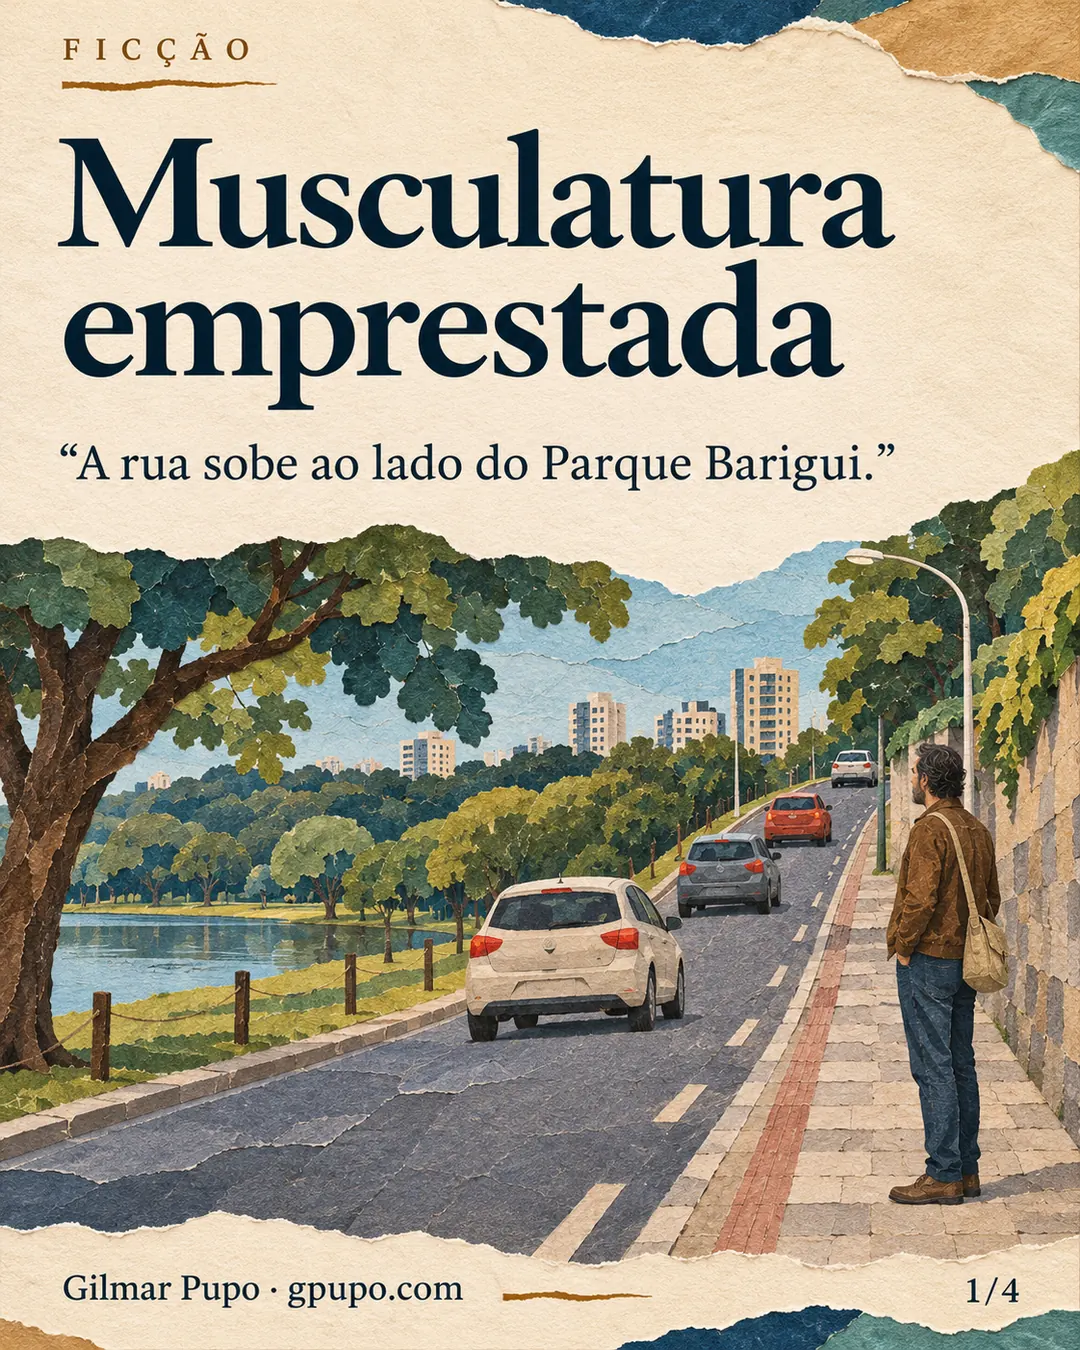 FICÇÃO
Musculatura
emprestada
“A rua sobe ao lado do Parque Barigui.”
Gilmar Pupo · gpupo.com
1/4